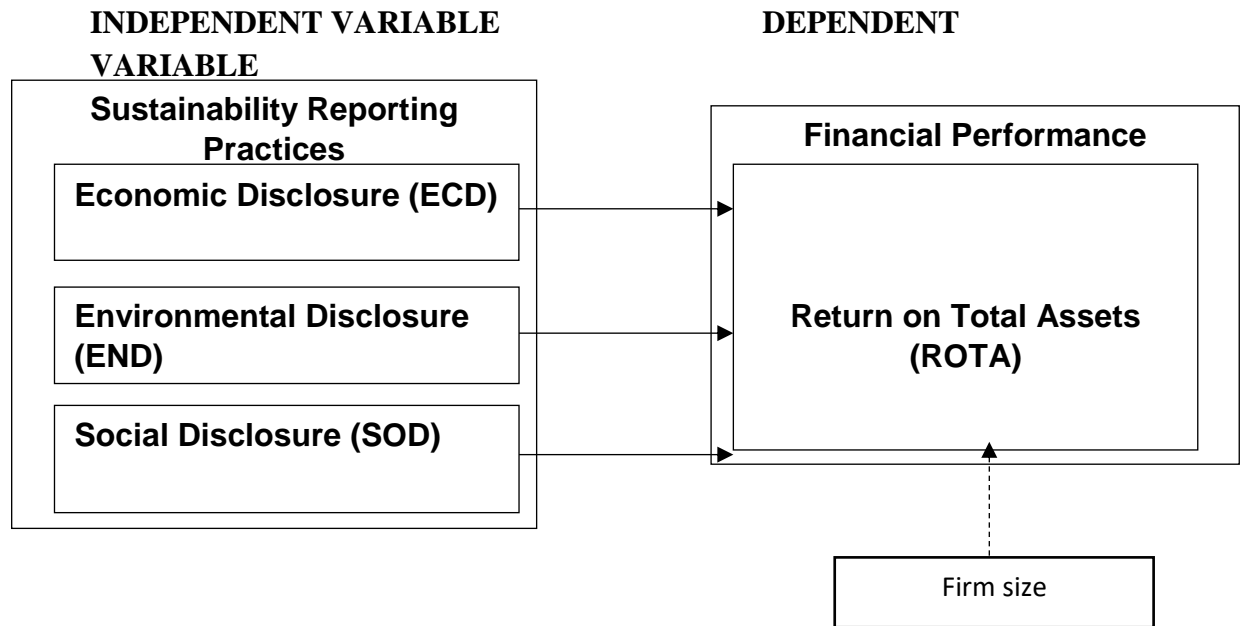 INDEPENDENT VARIABLE DEPENDENT
VARIABLE
Sustainability Reporting
Practices
Economic Disclosure (ECD)
Environmental Disclosure
(END)
Social Disclosure (SOD)
Financial Performance
Return on Total Assets
(ROTA)
Firm size